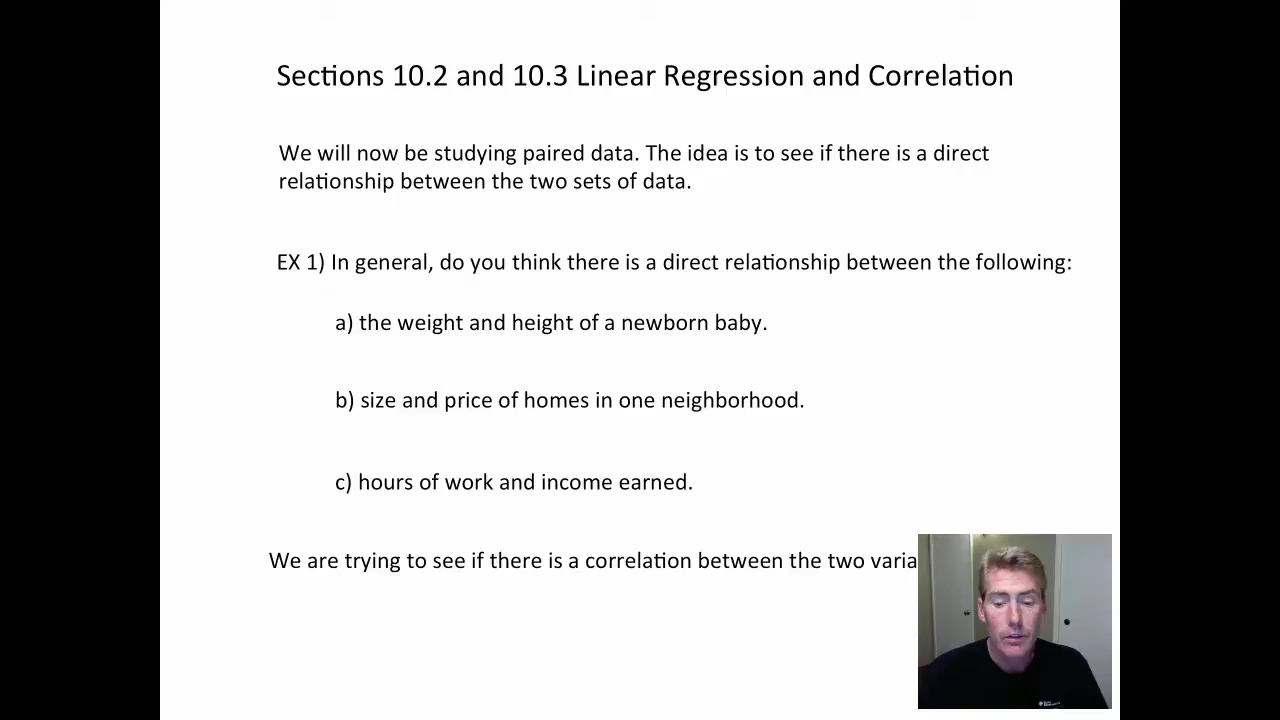 Sections 10.2 and 10.3 Linear Regression and Correlation
We will now be studying paired data. The idea is to see if there is a direct
relationship between the two sets of data.
EX 1) In general, do you think there is a direct relationship between the following:
a) the weight and height of a newborn baby.
b) size and price of homes in one neighborhood.
c) hours of work and income earned.
We are trying to see if there is a correlation between the two varia